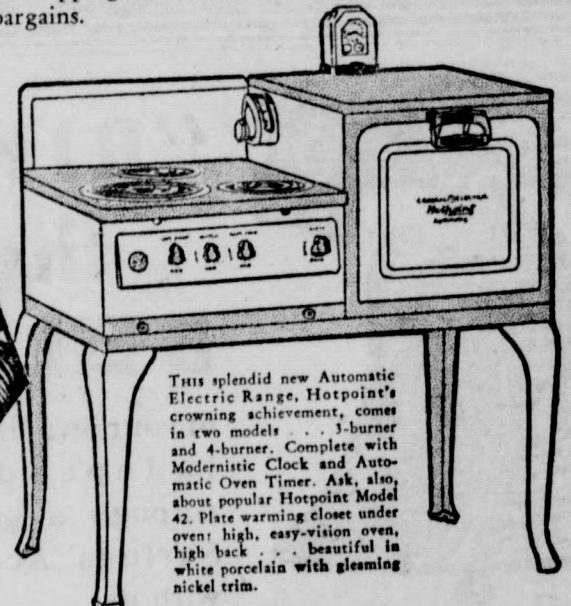 bargains.
GENERAL ELECTRIC
Hotpoint
THIS splendid new Automatic
Electric Range, Hotpoint's
crowning achievement, comes
in two models . . . 3-burner
and 4-burner. Complete with
Modernistic Clock and Auto-
matic Oven Timer. Ask, also,
about popular Hotpoint Model
42. Plate warming closet under
oven; high, easy-vision oven,
high back . . . beautiful in
white porcelain with gleaming
nickel trim.